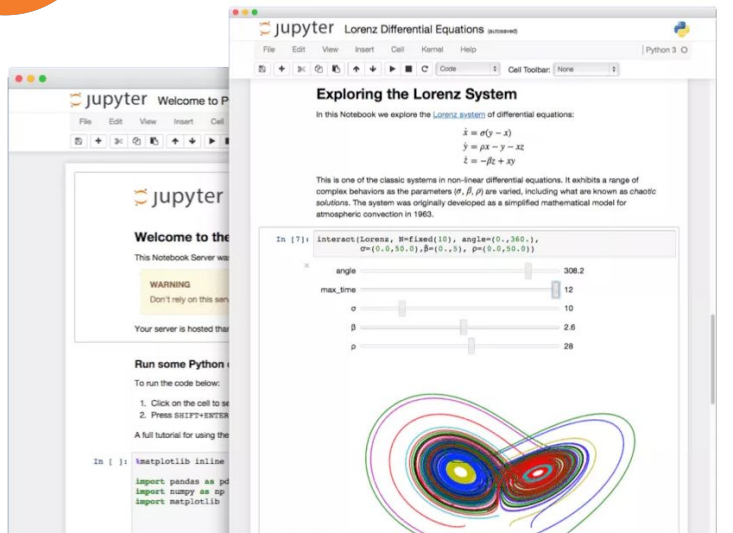 jupyter Lorenz Differential Equations (autosaved)
File Edit View Insert Cell Kernel Help Python 3
Code Cell Toolbar: None
Exploring the Lorenz System
In this Notebook we explore the Lorenz system of differential equations:
ẋ = σ(y − x)
ẏ = ρx − y − xz
ż = −βz + xy
This is one of the classic systems in non-linear differential equations. It exhibits a range of
complex behaviors as the parameters (σ, β, ρ) are varied, including what are known as chaotic
solutions. The system was originally developed as a simplified mathematical model for
atmospheric convection in 1963.
In [7]: interact(Lorenz, N=fixed(10), angle=(0.,360.),
σ=(0.0,50.0),β=(0.,5), ρ=(0.0,50.0))
angle 308.2
max_time 12
σ 10
β 2.6
ρ 28
jupyter Welcome to P
File Edit View Insert Cell
jupyter
Welcome to the
This Notebook Server was
WARNING
Don't rely on this serv
Your server is hosted than
Run some Python
To run the code below:
1. Click on the cell to se
2. Press SHIFT+ENTER
A full tutorial for using the
In [ ]: %matplotlib inline
import pandas as pd
import numpy as np
import matplotlib